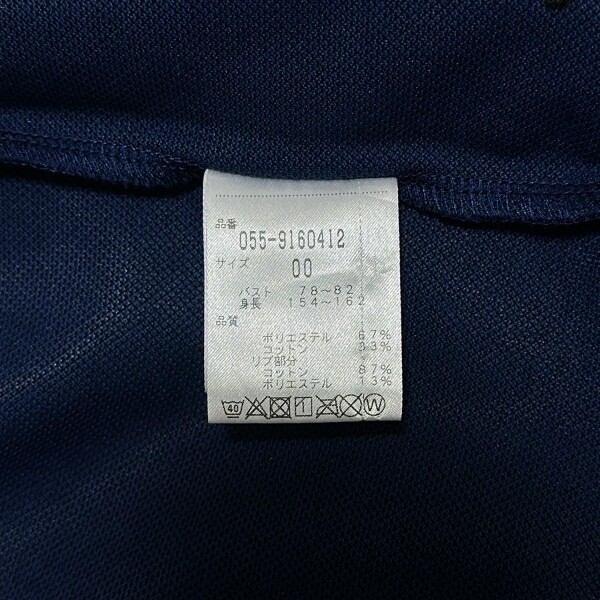 品番
055-9160412
サイズ
00
バスト 78～82
身長 154～162
品質
ポリエステル 67%
コットン 33%
リブ部分
コットン 87%
ポリエステル 13%
40 1 W